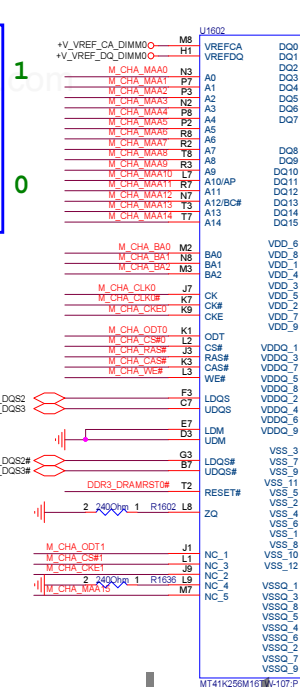 U1602
+V_VREF_CA_DIMM0 M8 VREFCA DQ0
+V_VREF_DQ_DIMM0 H1 VREFDQ DQ1
DQ2
1 M_CHA_MAA0 N3 A0 DQ3
M_CHA_MAA1 P7 A1 DQ4
M_CHA_MAA2 P3 A2 DQ5
M_CHA_MAA3 N2 A3 DQ6
M_CHA_MAA4 P8 A4 DQ7
M_CHA_MAA5 P2 A5
M_CHA_MAA6 R8 A6
M_CHA_MAA7 R2 A7 DQ8
M_CHA_MAA8 T8 A8 DQ9
M_CHA_MAA9 R3 A9 DQ10
M_CHA_MAA10 L7 A10/AP DQ11
0 M_CHA_MAA11 R7 A11 DQ12
M_CHA_MAA12 N7 A12/BC# DQ13
M_CHA_MAA13 T3 A13 DQ14
M_CHA_MAA14 T7 A14 DQ15
VDD_6
M_CHA_BA0 M2 BA0 VDD_8
M_CHA_BA1 N8 BA1 VDD_1
M_CHA_BA2 M3 BA2 VDD_4
VDD_2
M_CHA_CLK0 J7 CK VDD_5
M_CHA_CLK0# K7 CK# VDD_3
M_CHA_CKE0 K9 CKE VDD_7
VDD_9
M_CHA_ODT0 K1 ODT
M_CHA_CS#0 L2 CS# VDDQ_1
M_CHA_RAS# J3 RAS# VDDQ_3
M_CHA_CAS# K3 CAS# VDDQ_7
M_CHA_WE# L3 WE# VDDQ_5
VDDQ_8
DQS2 F3 LDQS VDDQ_2
DQS3 C7 UDQS VDDQ_4
VDDQ_6
E7 LDM VDDQ_9
D3 UDM
VSS_3
DQS2# G3 LDQS# VSS_7
DQS3# B7 UDQS# VSS_9
VSS_11
DDR3_DRAMRST0# T2 RESET# VSS_5
VSS_2
2 240Ohm 1 R1602 L8 ZQ VSS_4
VSS_6
VSS_1
M_CHA_ODT1 J1 NC_1 VSS_8
M_CHA_CS#1 L1 NC_3 VSS_10
M_CHA_CKE1 J9 NC_2 VSS_12
2 240Ohm 1 R1636 L9 NC_4 VSSQ_1
M_CHA_MAA15 M7 NC_5 VSSQ_3
VSSQ_8
VSSQ_5
VSSQ_4
VSSQ_6
VSSQ_2
VSSQ_7
VSSQ_9
MT41K256M16TW-107:P